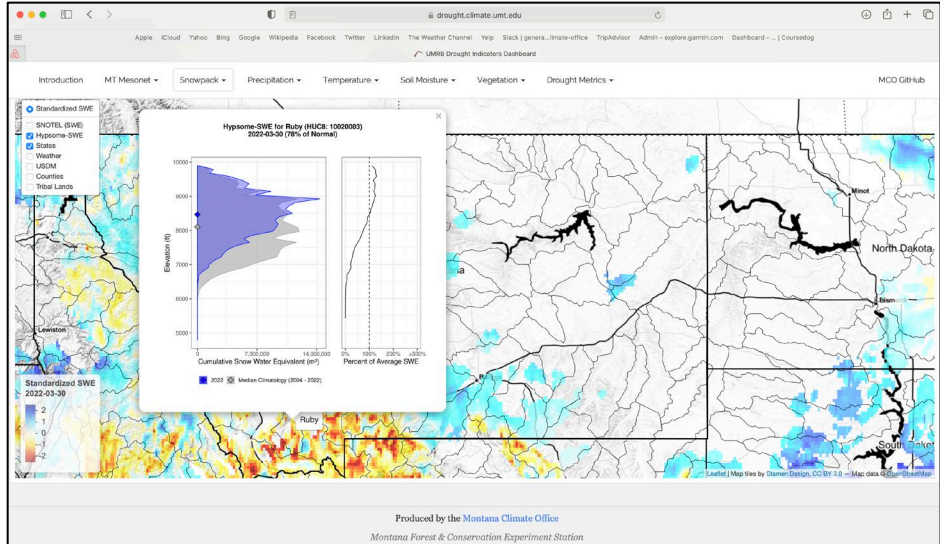 drought.climate.umt.edu
Apple iCloud Yahoo Bing Google Wikipedia Facebook Twitter LinkedIn The Weather Channel Yelp Slack | genera...limate-office TripAdvisor Admin - explore.garmin.com Dashboard - ... | Coursedog
UMRB Drought Indicators Dashboard
Introduction MT Mesonet Snowpack Precipitation Temperature Soil Moisture Vegetation Drought Metrics MCO GitHub
Standardized SWE
SNOTEL (SWE)
Hypsome-SWE
States
Weather
USDM
Counties
Tribal Lands
×
Hypsome-SWE for Ruby (HUC8: 10020003)
2022-03-30 (78% of Normal)
Elevation (ft)
10000
9000
8000
7000
6000
5000
0 7,000,000 14,000,000
0% 100% 200% >300%
Cumulative Snow Water Equivalent (m³) Percent of Average SWE
2022 Median Climatology (2004 - 2022)
Ruby
Minot
North Dakota
Bismarck
ana
Lewiston
South Dakota
Standardized SWE
2022-03-30
2
1
0
-1
-2
Leaflet | Map tiles by Stamen Design, CC BY 3.0 — Map data © OpenStreetMap
Produced by the Montana Climate Office
Montana Forest & Conservation Experiment Station